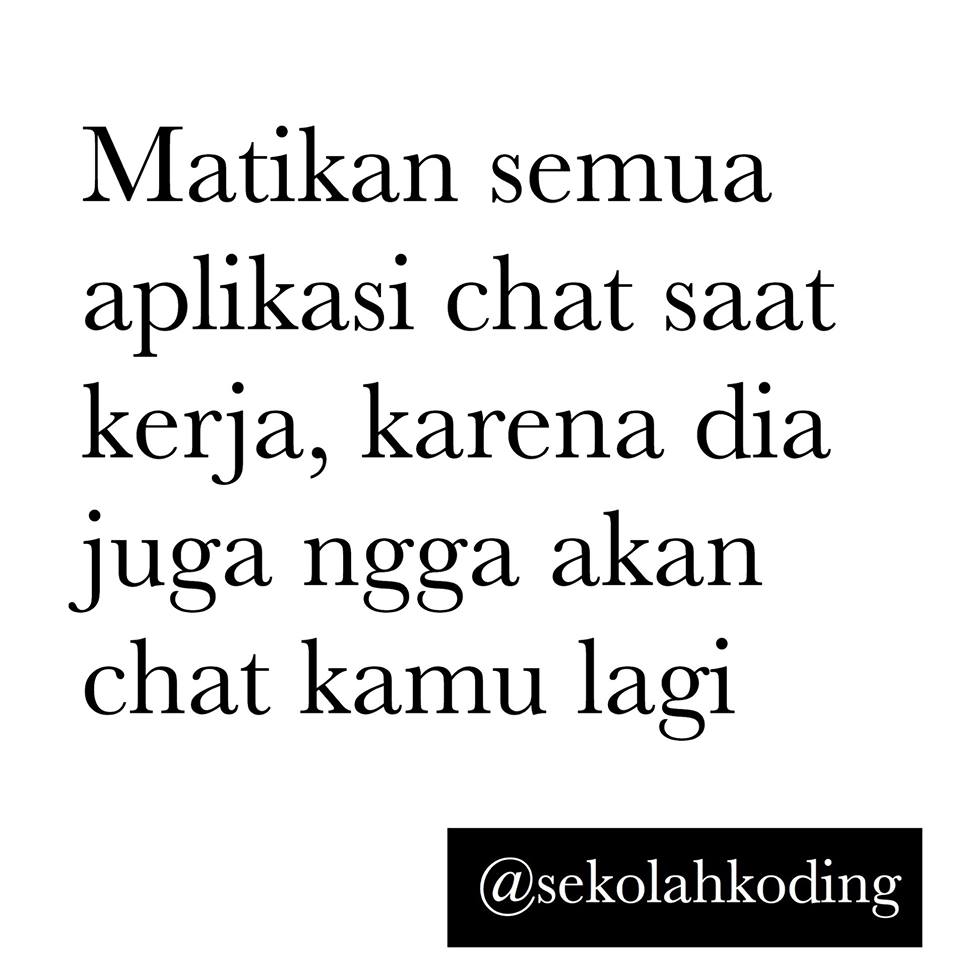 Matikan semua
aplikasi chat saat
kerja, karena dia
juga ngga akan
chat kamu lagi
@sekolahkoding